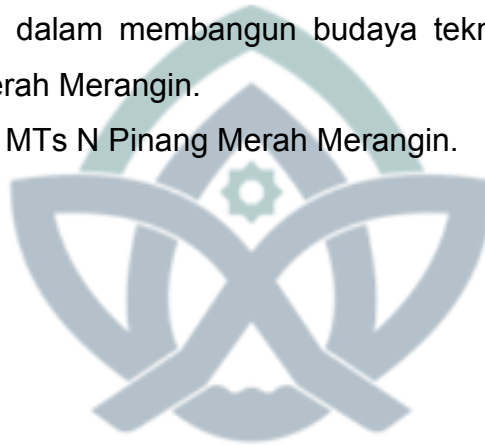 dalam membangun budaya tekn
erah Merangin.
MTs N Pinang Merah Merangin.